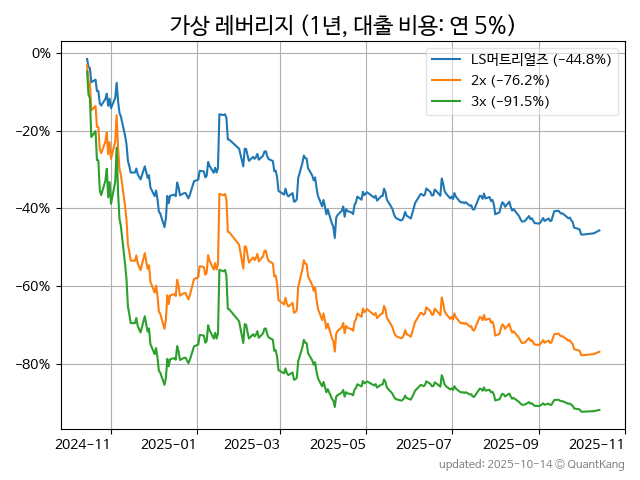 가상 레버리지 (1년, 대출 비용: 연 5%)
LS머트리얼즈 (−44.8%)
2x (−76.2%)
3x (−91.5%)
0%
−20%
−40%
−60%
−80%
2024−11 2025−01 2025−03 2025−05 2025−07 2025−09 2025−11
updated: 2025-10-14 © QuantKang